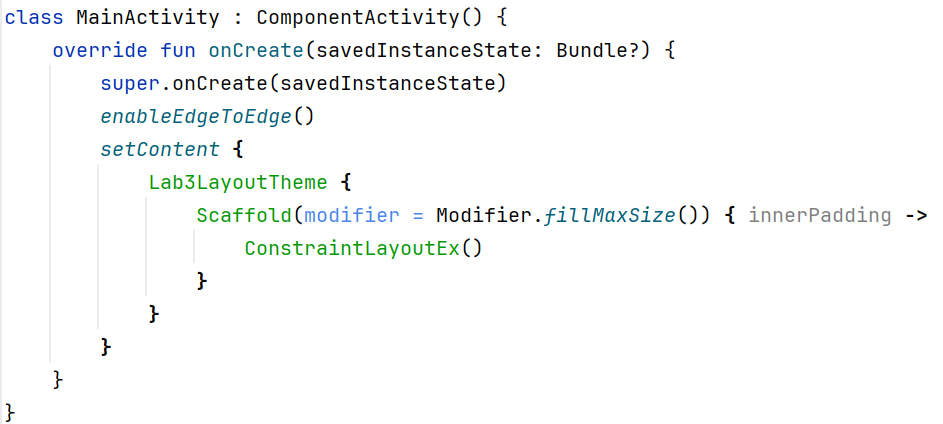 class MainActivity : ComponentActivity() {
    override fun onCreate(savedInstanceState: Bundle?) {
        super.onCreate(savedInstanceState)
        enableEdgeToEdge()
        setContent {
            Lab3LayoutTheme {
                Scaffold(modifier = Modifier.fillMaxSize()) { innerPadding ->
                    ConstraintLayoutEx()
                }
            }
        }
    }
}